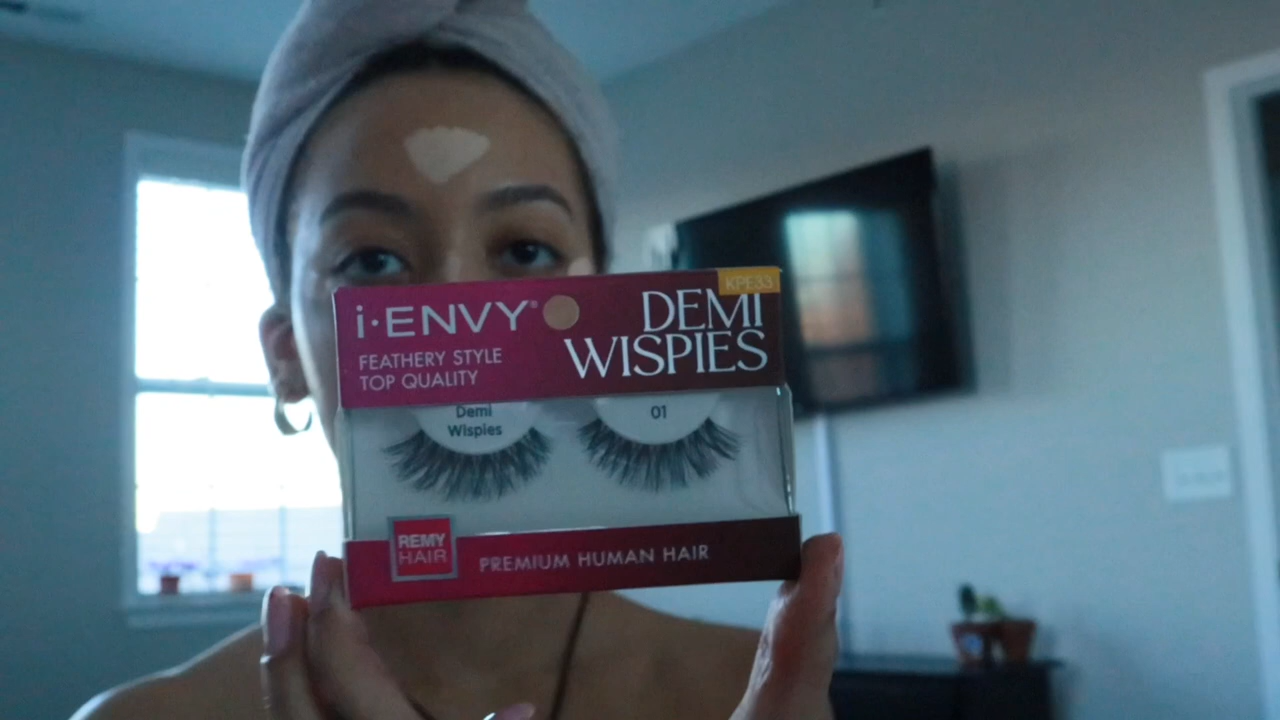 i·ENVY®
FEATHERY STYLE
TOP QUALITY
KPE33
DEMI
WISPIES
Demi
Wispies
01
REMY
HAIR
PREMIUM HUMAN HAIR